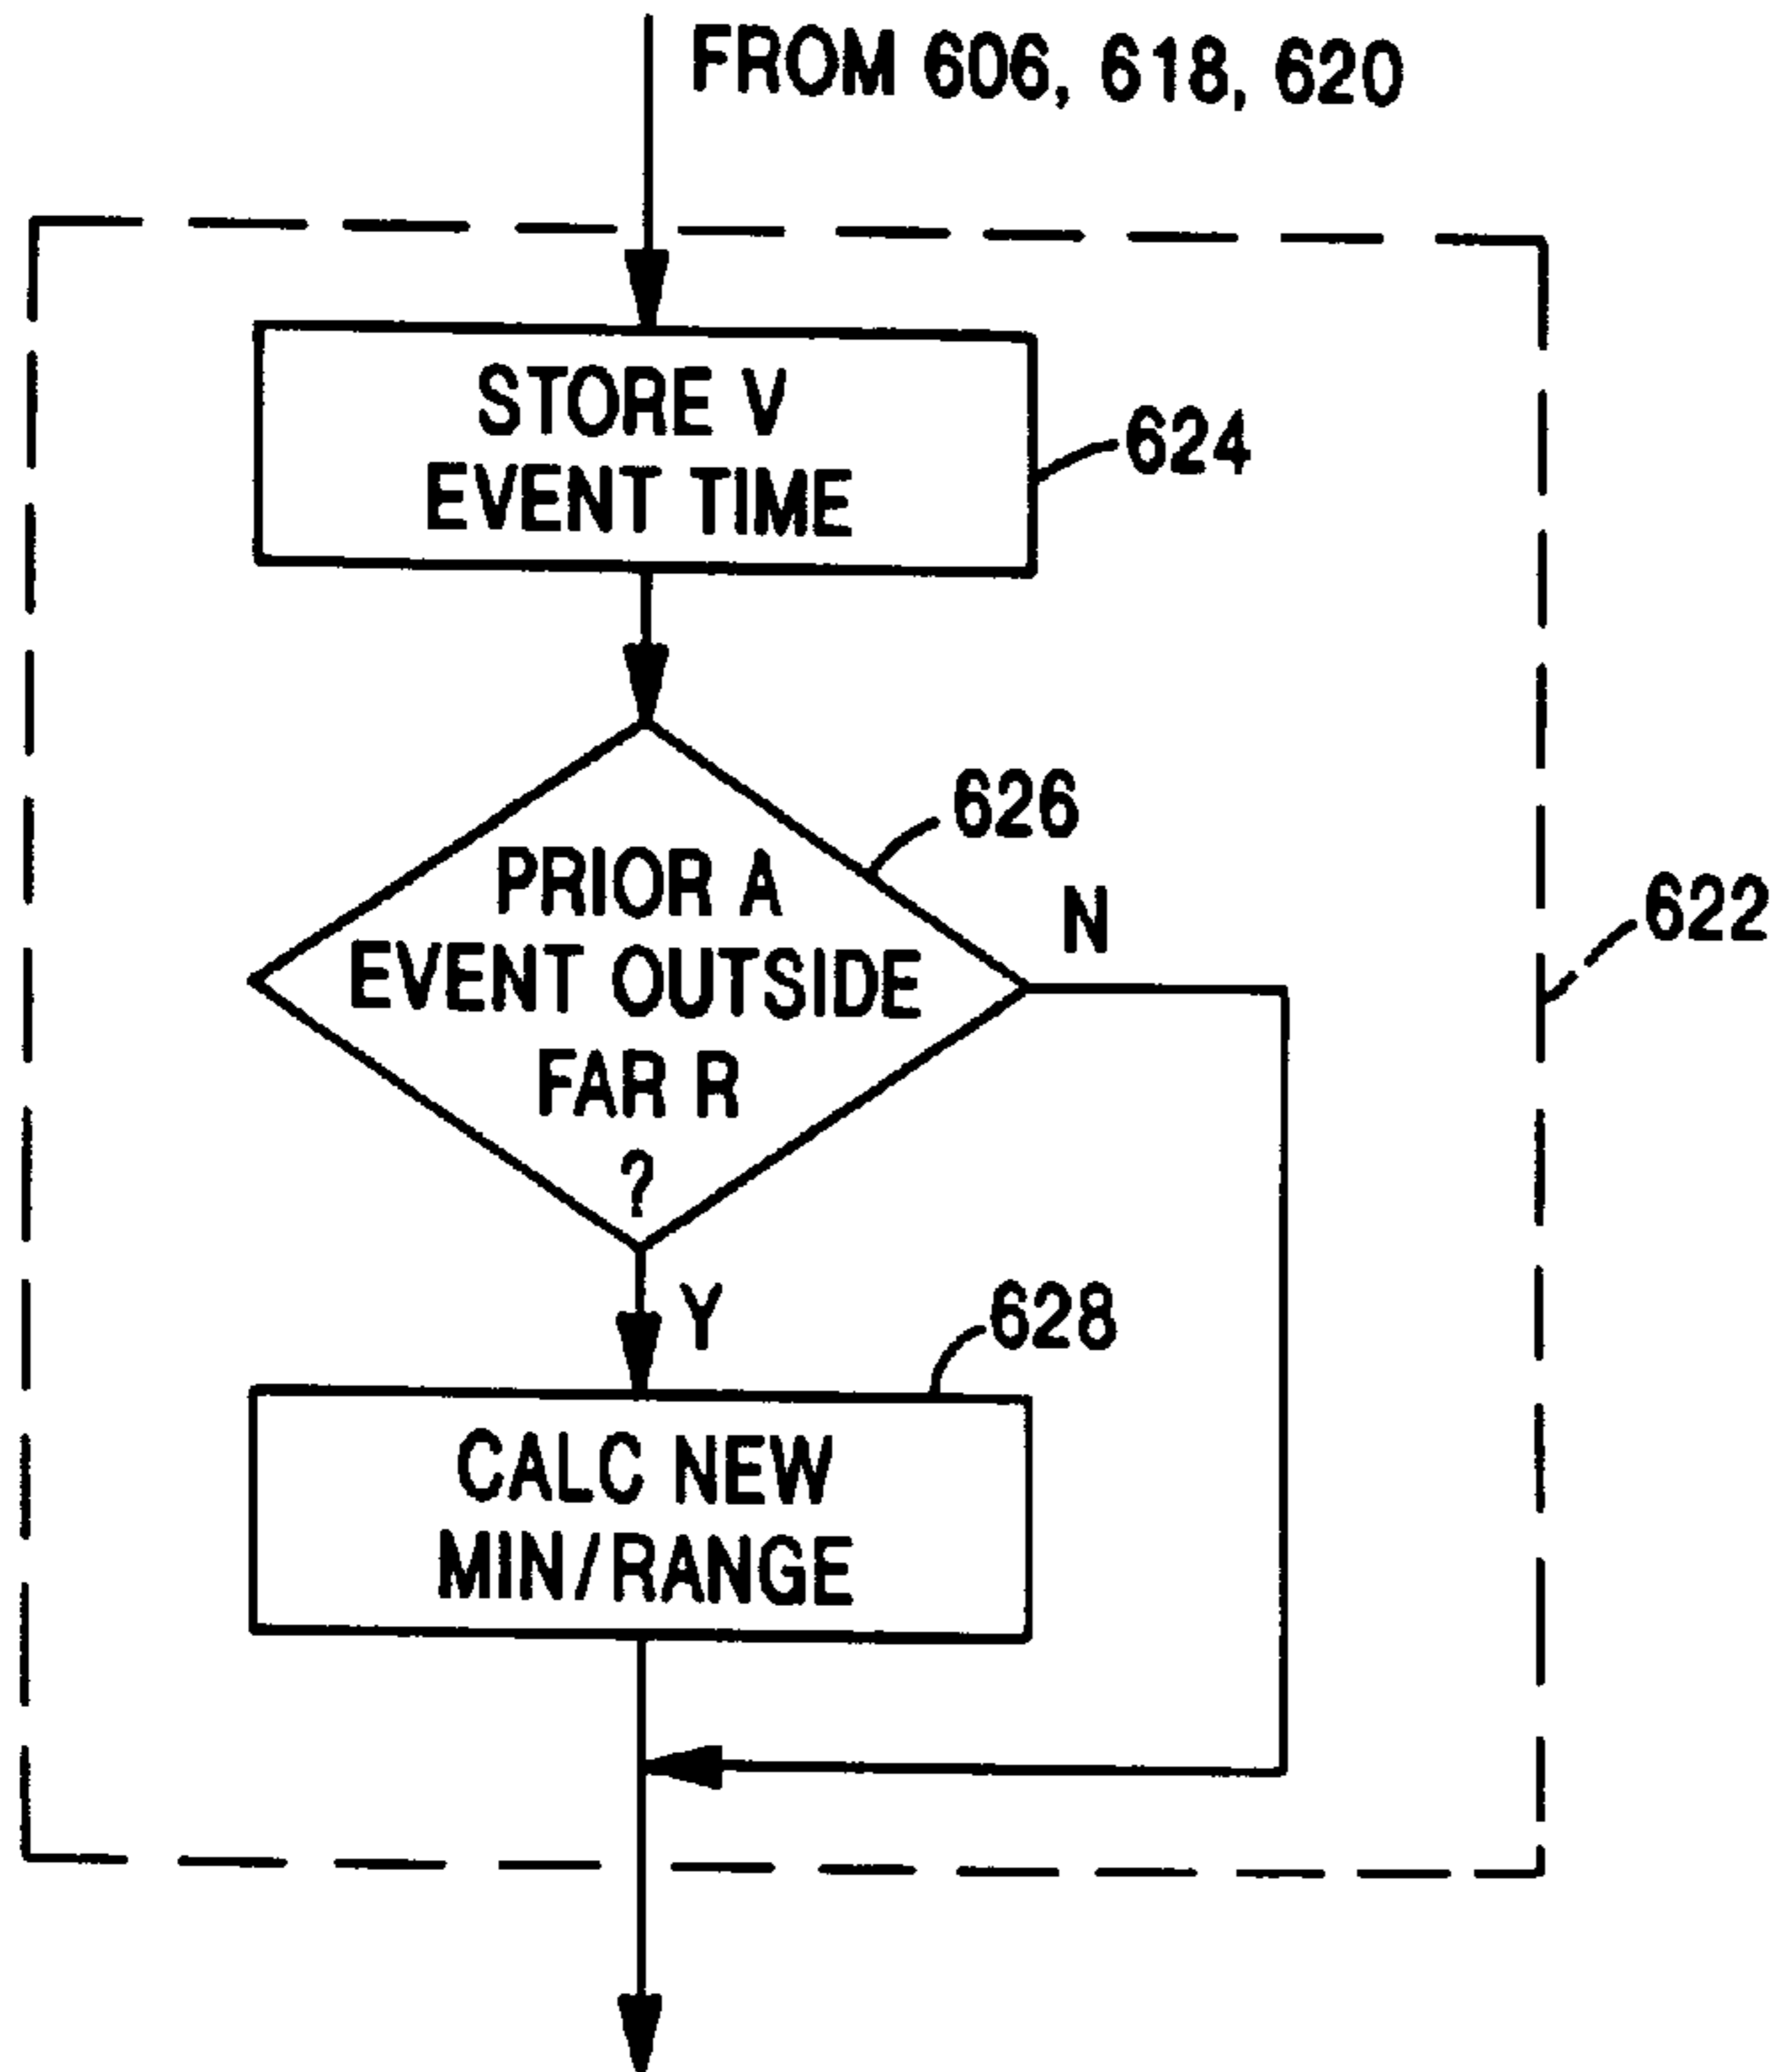 FROM 606, 618, 620
STORE V
EVENT TIME
624
626
PRIOR A
EVENT OUTSIDE
FAR R
?
N
622
Y
628
CALC NEW
MIN/RANGE